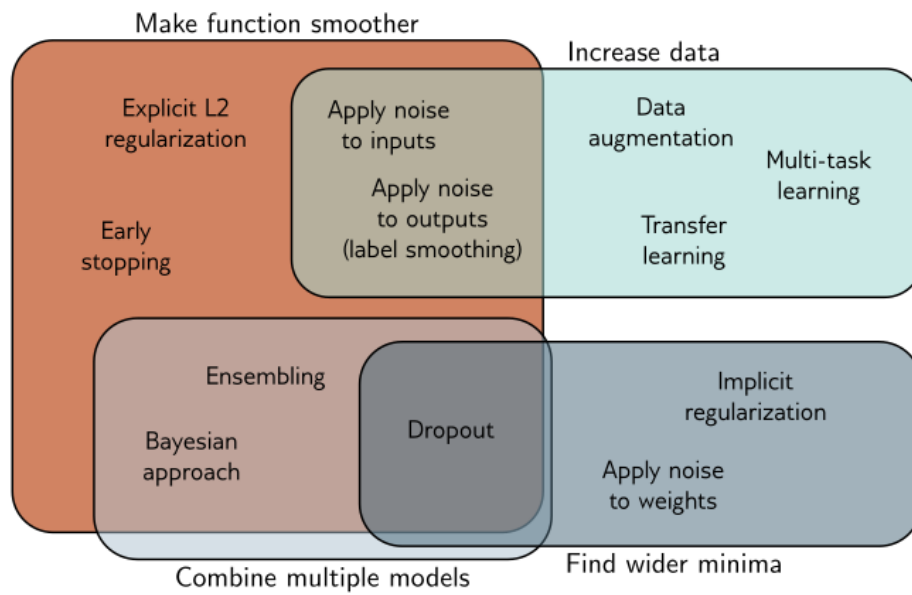 Make function smoother
Increase data
Explicit L2
regularization
Apply noise
to inputs
Data
augmentation
Multi-task
learning
Early
stopping
Apply noise
to outputs
(label smoothing)
Transfer
learning
Ensembling
Bayesian
approach
Dropout
Implicit
regularization
Apply noise
to weights
Combine multiple models
Find wider minima